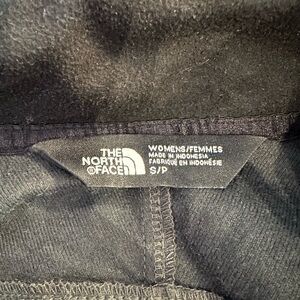 THE
NORTH
FACE
WOMENS/FEMMES
MADE IN INDONESIA
FABRIQUÉ EN INDONÉSIE
S/P